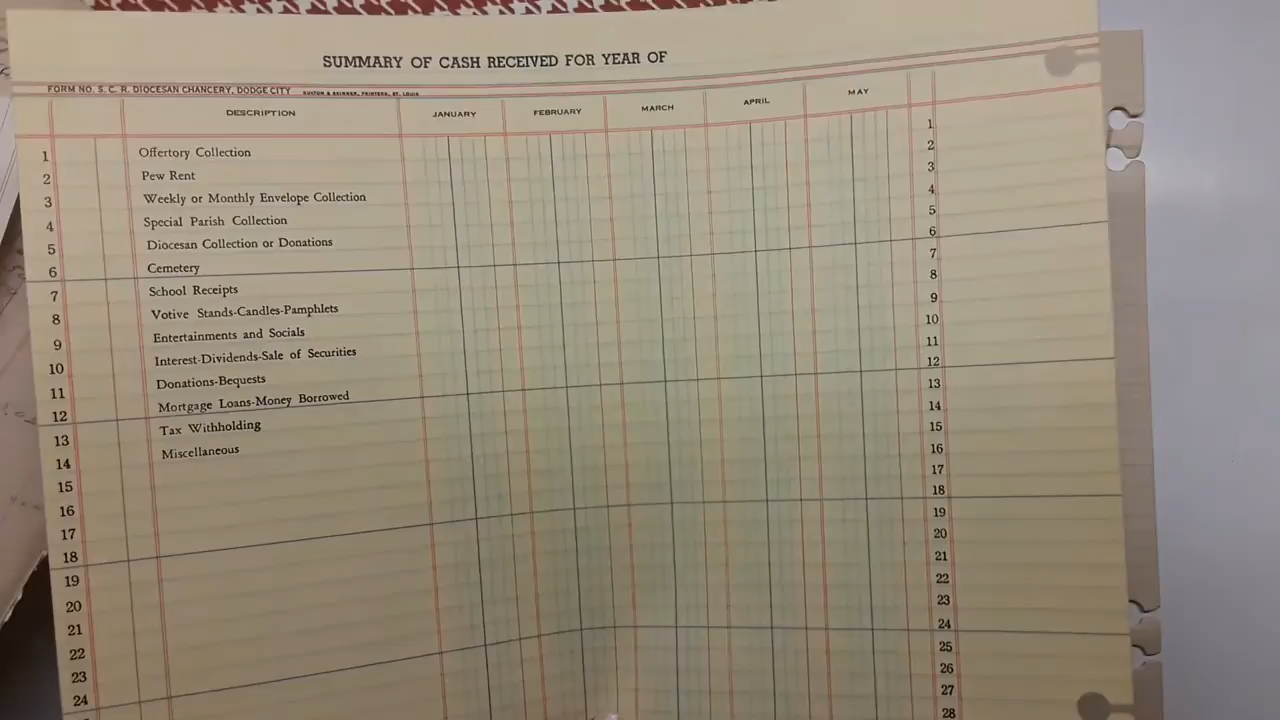 SUMMARY OF CASH RECEIVED FOR YEAR OF
FORM NO. S. C. R. DIOCESAN CHANCERY, DODGE CITY PRINTERS, ST. LOUIS
DESCRIPTION JANUARY FEBRUARY MARCH APRIL MAY
1 Offertory Collection 1
2 Pew Rent 2
3 Weekly or Monthly Envelope Collection 3
4 Special Parish Collection 4
5 Diocesan Collection or Donations 5
6 Cemetery 6
7 School Receipts 7
8 Votive Stands-Candles-Pamphlets 8
9 Entertainments and Socials 9
10 Interest-Dividends-Sale of Securities 10
11 Donations-Bequests 11
12 Mortgage Loans-Money Borrowed 12
13 Tax Withholding 13
14 Miscellaneous 14
15 15
16 16
17 17
18 18
19 19
20 20
21 21
22 22
23 23
24 24
25
26
27
28